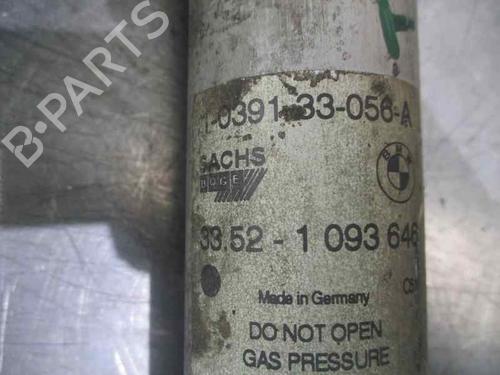 B-PARTS
0391-33-056-A
SACHS
BOGE
BMW
33.52 - 1 093 646
Made in Germany
DO NOT OPEN
GAS PRESSURE